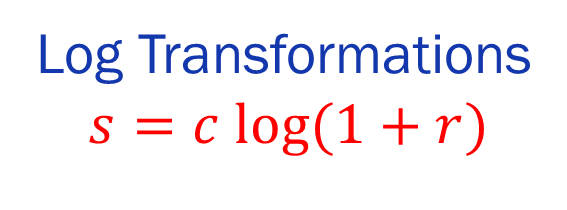 Log Transformations
s = c log(1 + r)